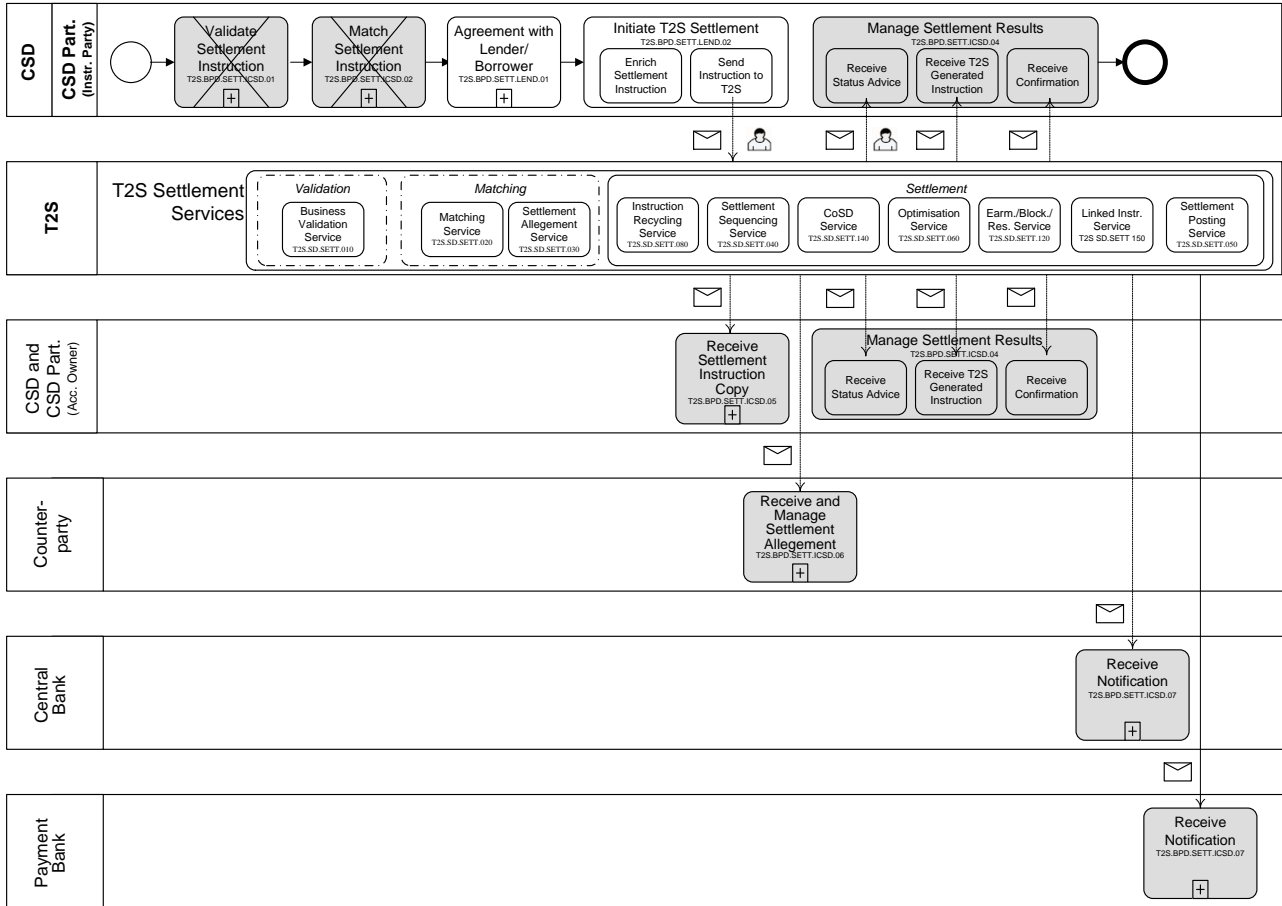 CSD
CSD Part.
(Instr. Party)
Validate
Settlement
Instruction
T2S.BPD.SETT.ICSD.01
Match
Settlement
Instruction
T2S.BPD.SETT.ICSD.02
Agreement with
Lender/
Borrower
T2S.BPD.SETT.LEND.01
Initiate T2S Settlement
T2S.BPD.SETT.LEND.02
Enrich
Settlement
Instruction
Send
Instruction to
T2S
Manage Settlement Results
T2S.BPD.SETT.ICSD.04
Receive
Status Advice
Receive T2S
Generated
Instruction
Receive
Confirmation
T2S
T2S Settlement
Services
Validation
Business
Validation
Service
T2S.SD.SETT.010
Matching
Matching
Service
T2S.SD.SETT.020
Settlement
Allegement
Service
T2S.SD.SETT.030
Settlement
Instruction
Recycling
Service
T2S.SD.SETT.080
Settlement
Sequencing
Service
T2S.SD.SETT.040
CoSD
Service
T2S.SD.SETT.140
Optimisation
Service
T2S.SD.SETT.060
Earm./Block./
Res. Service
T2S.SD.SETT.120
Linked Instr.
Service
T2S SD.SETT 150
Settlement
Posting
Service
T2S.SD.SETT.050
CSD and
CSD Part.
(Acc. Owner)
Receive
Settlement
Instruction
Copy
T2S.BPD.SETT.ICSD.05
Manage Settlement Results
T2S.BPD.SETT.ICSD.04
Receive
Status Advice
Receive T2S
Generated
Instruction
Receive
Confirmation
Counter-
party
Receive and
Manage
Settlement
Allegement
T2S.BPD.SETT.ICSD.06
Central
Bank
Receive
Notification
T2S.BPD.SETT.ICSD.07
Payment
Bank
Receive
Notification
T2S.BPD.SETT.ICSD.07